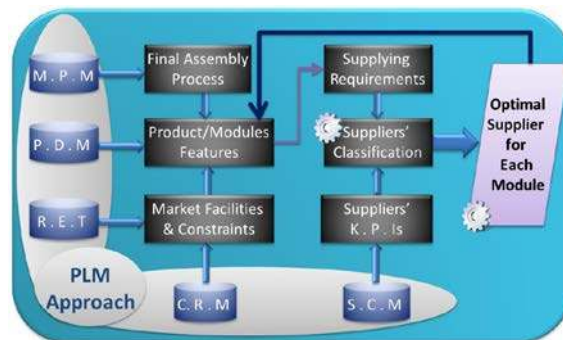 M . P . M
Final Assembly
Process
Supplying
Requirements
P . D . M
Product/Modules
Features
Suppliers'
Classification
Optimal
Supplier
for
Each
Module
R . E . T
Market Facilities
& Constraints
Suppliers'
K . P . Is
PLM
Approach
C . R . M
S . C . M